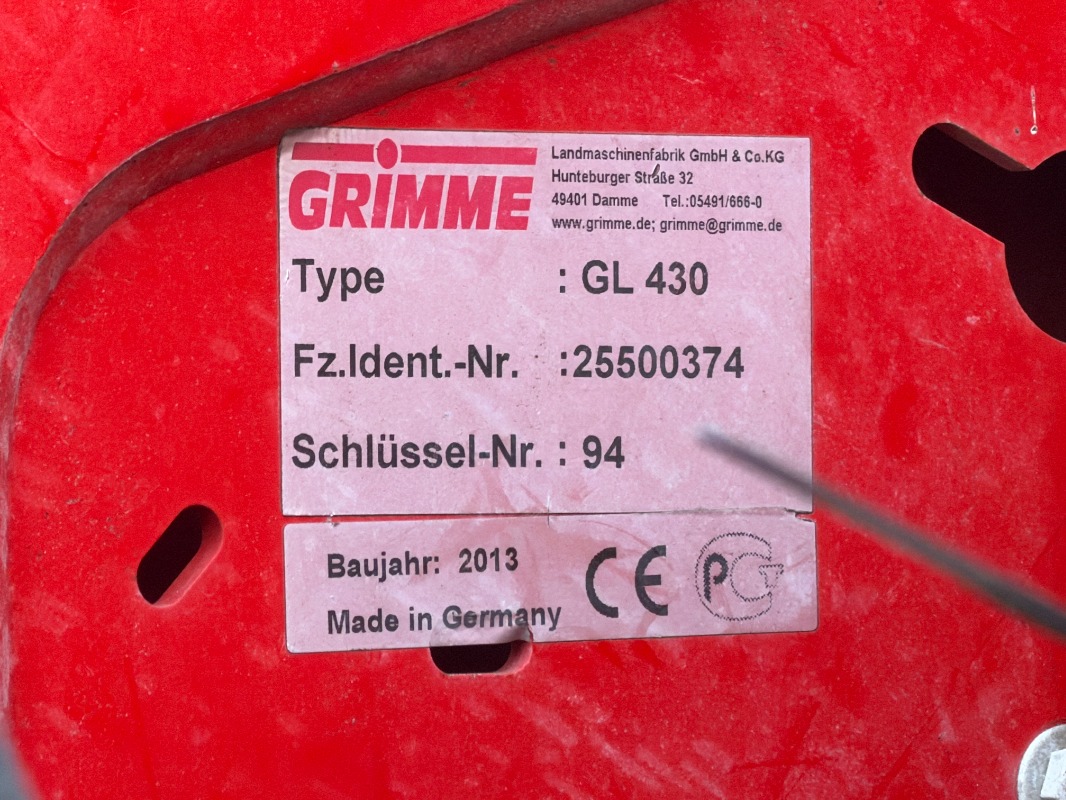 GRIMME
Landmaschinenfabrik GmbH & Co.KG
Hunteburger Straße 32
49401 Damme Tel.:05491/666-0
www.grimme.de; grimme@grimme.de
Type : GL 430
Fz.Ident.-Nr. :25500374
Schlüssel-Nr. : 94
Baujahr: 2013
Made in Germany
CE
PG